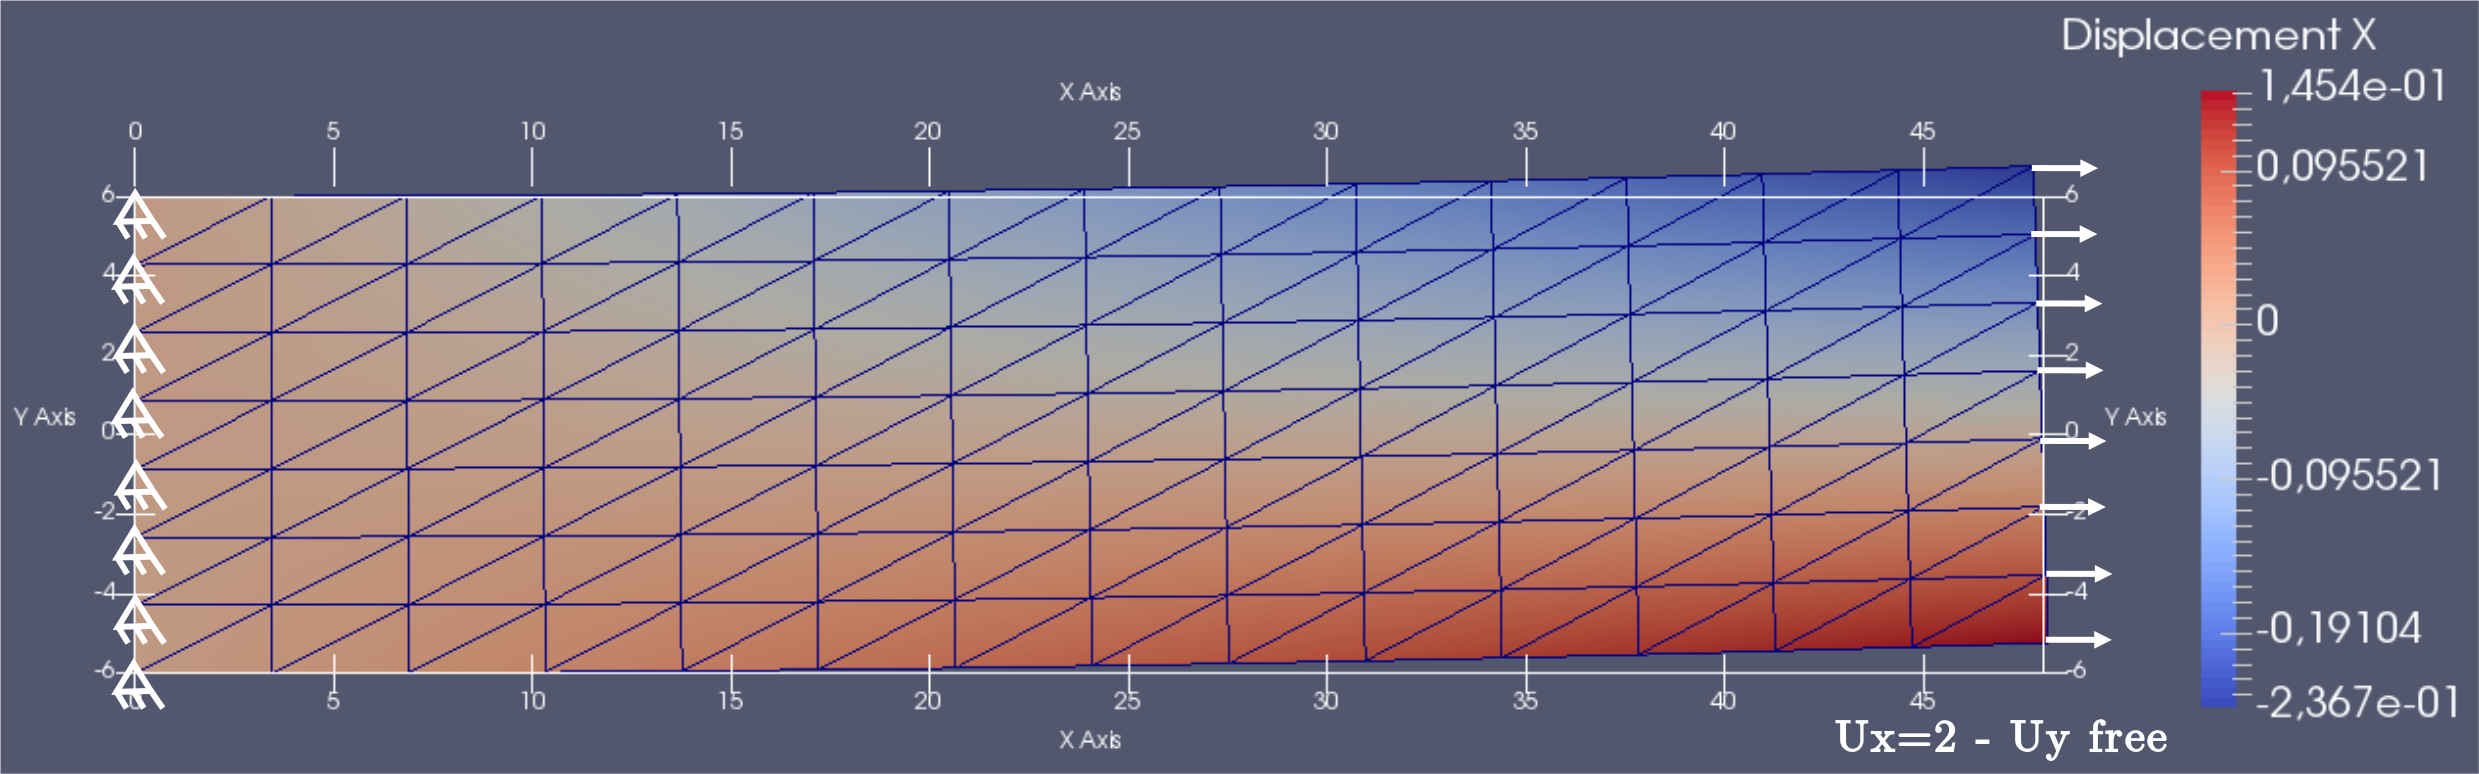 Displacement X
1,454e-01
0,095521
0
-0,095521
-0,19104
-2,367e-01
X Axis
0 5 10 15 20 25 30 35 40 45
6 6
4 4
2 2
Y Axis Y Axis
0 0
-2 -2
-4 -4
-6 -6
0 5 10 15 20 25 30 35 40 45
X Axis
Ux=2 - Uy free